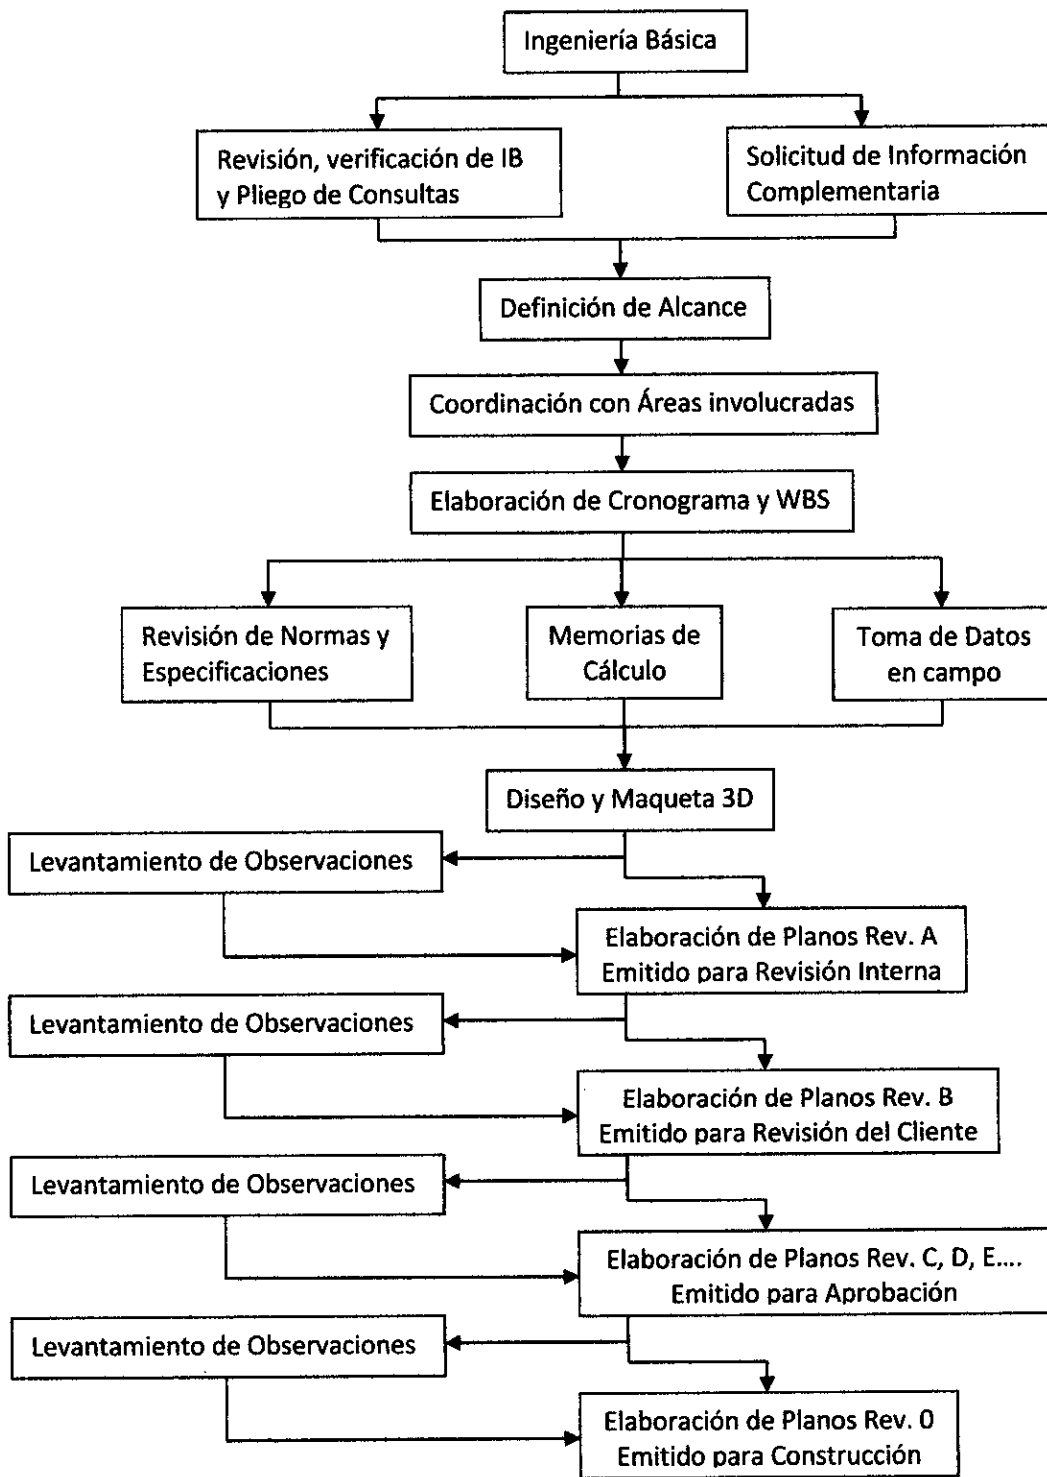 Ingeniería Básica
Revisión, verificación de IB
y Pliego de Consultas
Solicitud de Información
Complementaria
Definición de Alcance
Coordinación con Áreas involucradas
Elaboración de Cronograma y WBS
Revisión de Normas y
Especificaciones
Memorias de
Cálculo
Toma de Datos
en campo
Diseño y Maqueta 3D
Levantamiento de Observaciones
Elaboración de Planos Rev. A
Emitido para Revisión Interna
Levantamiento de Observaciones
Elaboración de Planos Rev. B
Emitido para Revisión del Cliente
Levantamiento de Observaciones
Elaboración de Planos Rev. C, D, E....
Emitido para Aprobación
Levantamiento de Observaciones
Elaboración de Planos Rev. 0
Emitido para Construcción